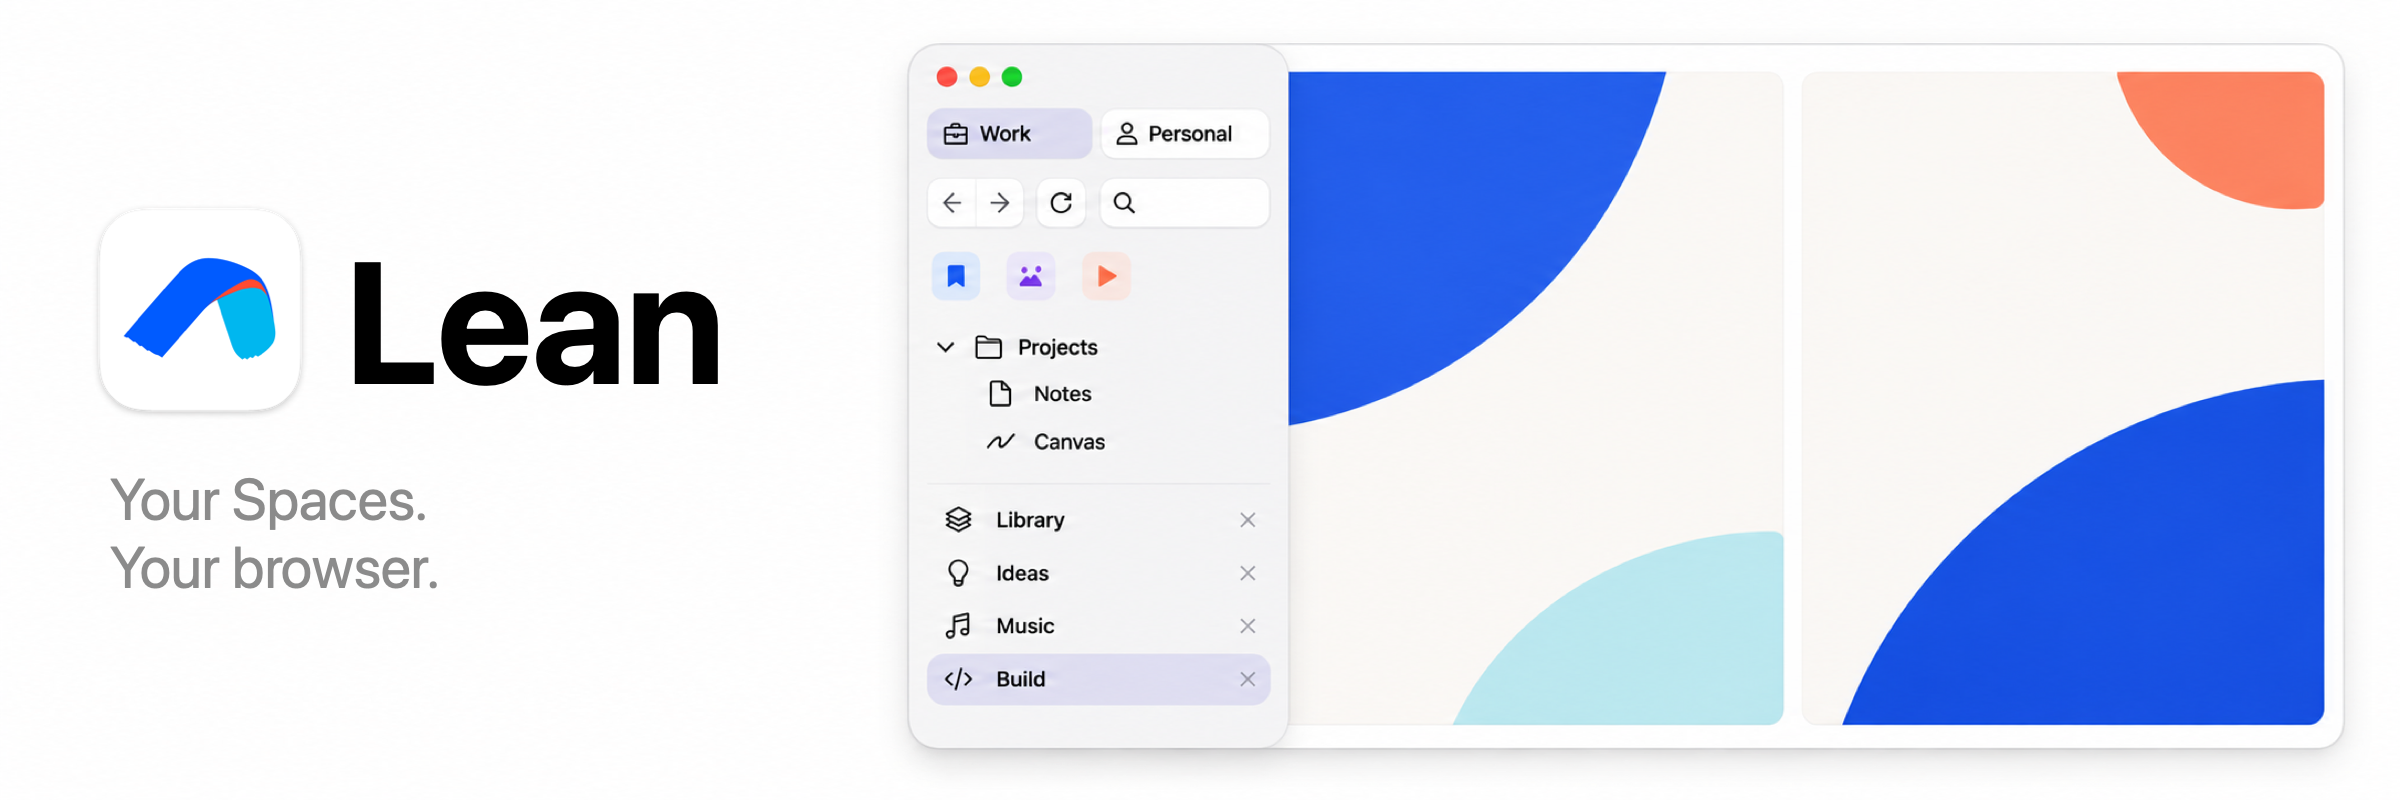 Lean
Your Spaces.
Your browser.
Work
Personal
Projects
Notes
Canvas
Library
Ideas
Music
Build